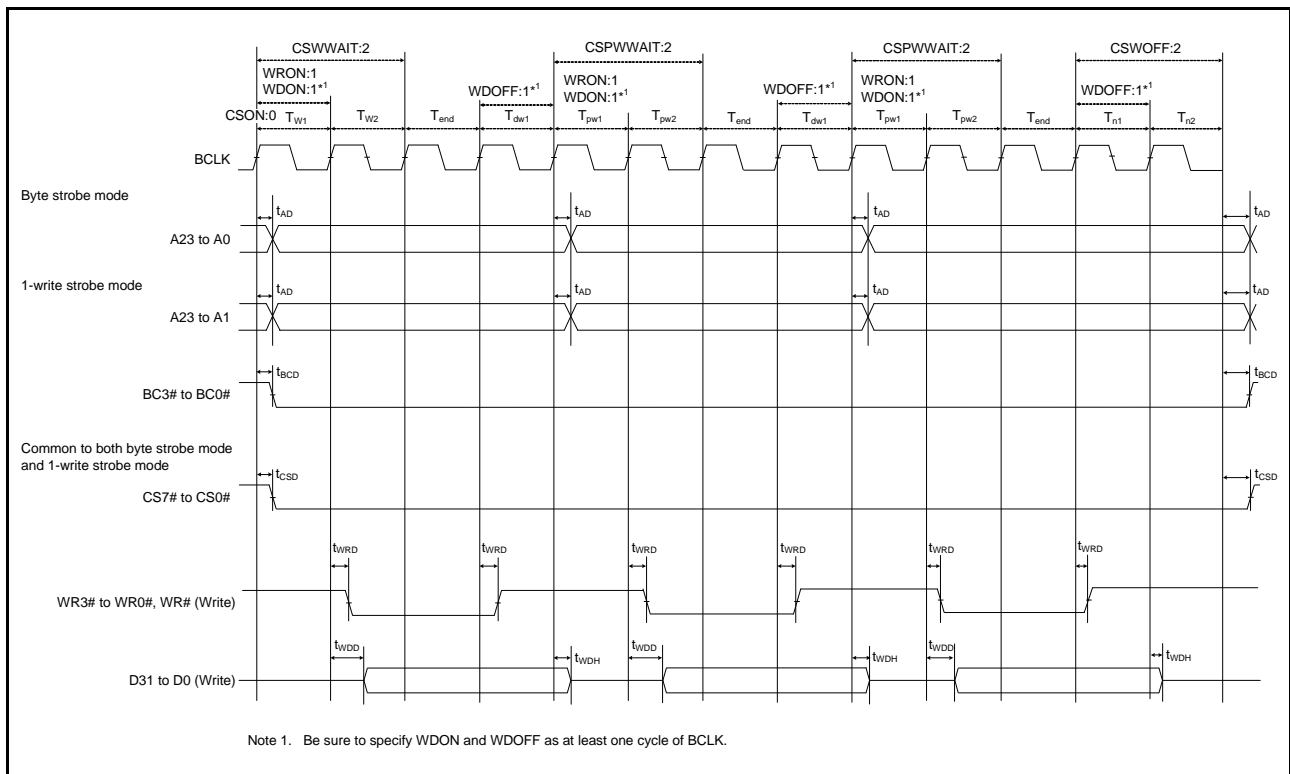 CSWWAIT:2 CSPWWAIT:2 CSPWWAIT:2 CSWOFF:2
WRON:1 WRON:1 WRON:1
WDON:1*1 WDOFF:1*1 WDON:1*1 WDOFF:1*1 WDON:1*1 WDOFF:1*1
CSON:0 TW1 TW2 Tend Tdw1 Tpw1 Tpw2 Tend Tdw1 Tpw1 Tpw2 Tend Tn1 Tn2
BCLK
Byte strobe mode
tAD tAD tAD tAD
A23 to A0
1-write strobe mode
tAD tAD tAD tAD
A23 to A1
tBCD tBCD
BC3# to BC0#
Common to both byte strobe mode
and 1-write strobe mode
tCSD tCSD
CS7# to CS0#
tWRD tWRD tWRD tWRD tWRD tWRD
WR3# to WR0#, WR# (Write)
tWDD tWDH tWDD tWDH tWDD tWDH
D31 to D0 (Write)
Note 1. Be sure to specify WDON and WDOFF as at least one cycle of BCLK.